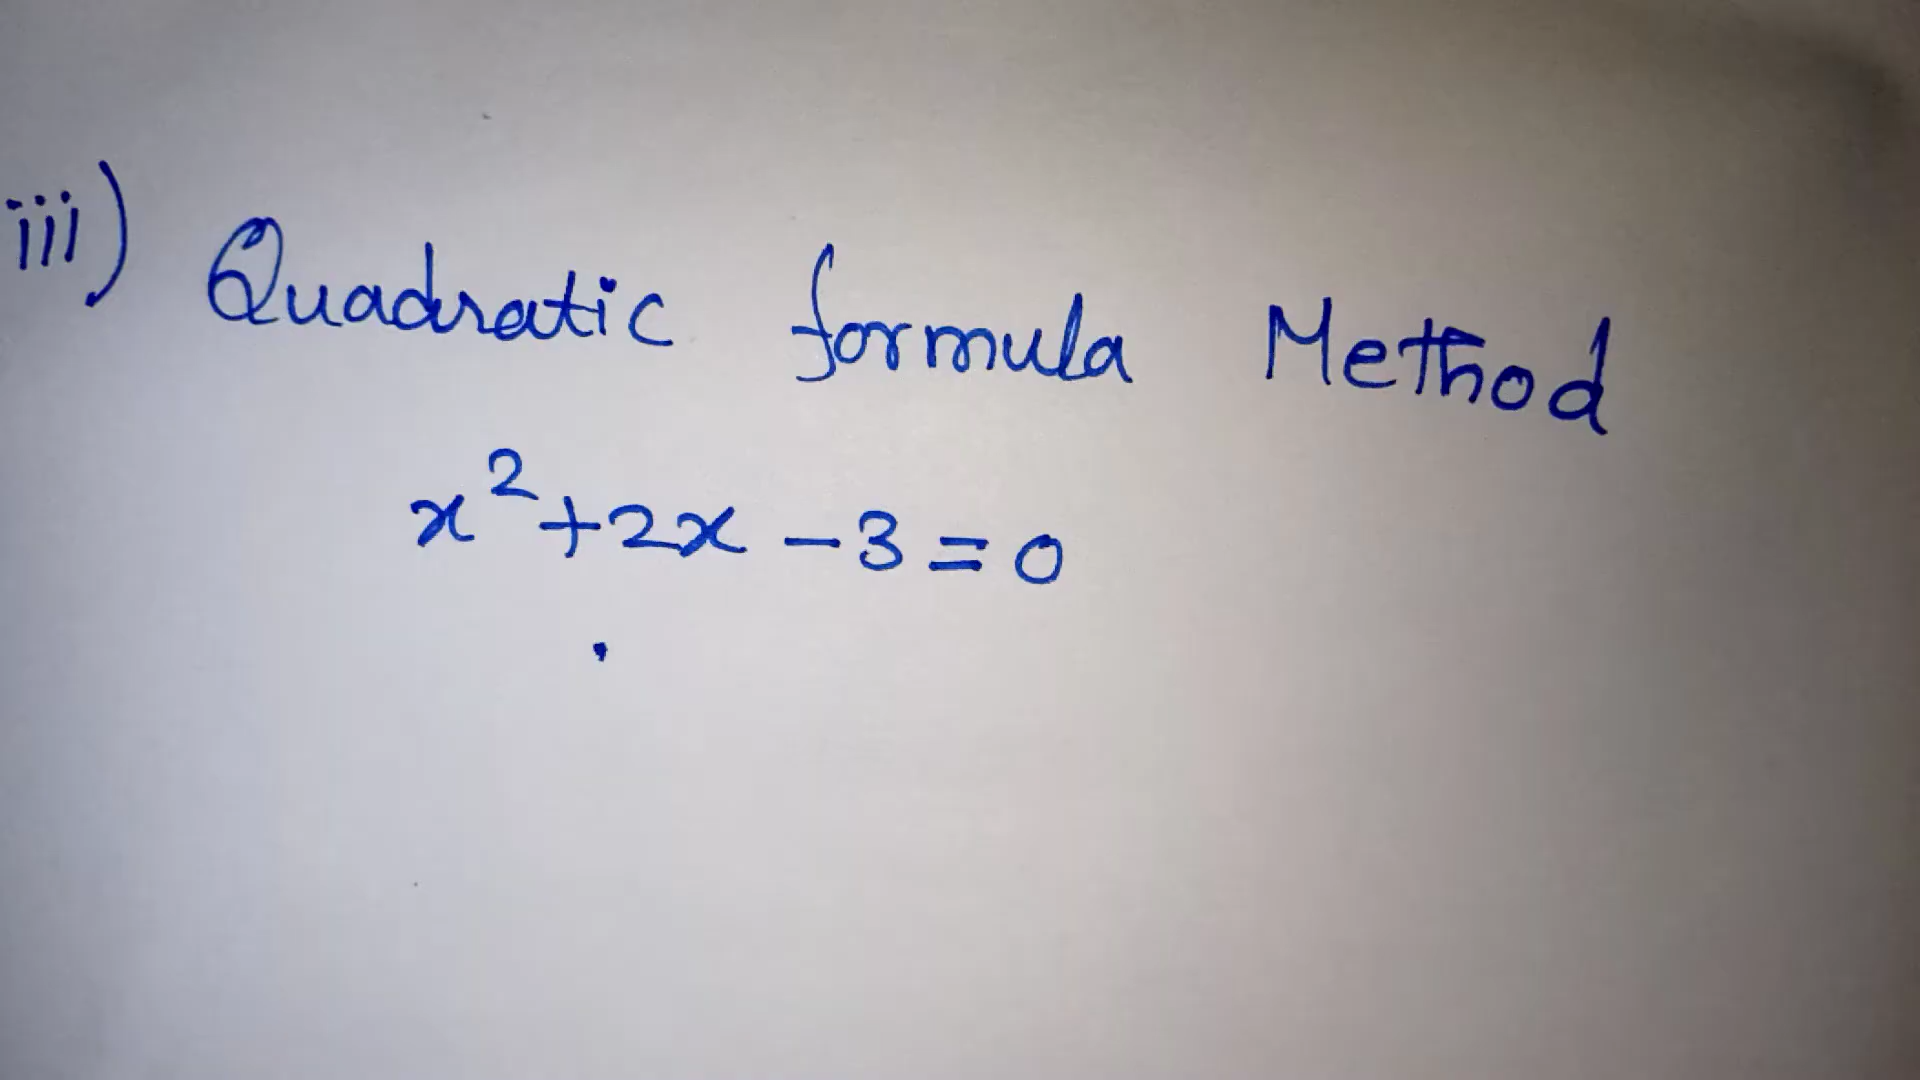 iii) Quadratic formula Method
x²+2x-3=0